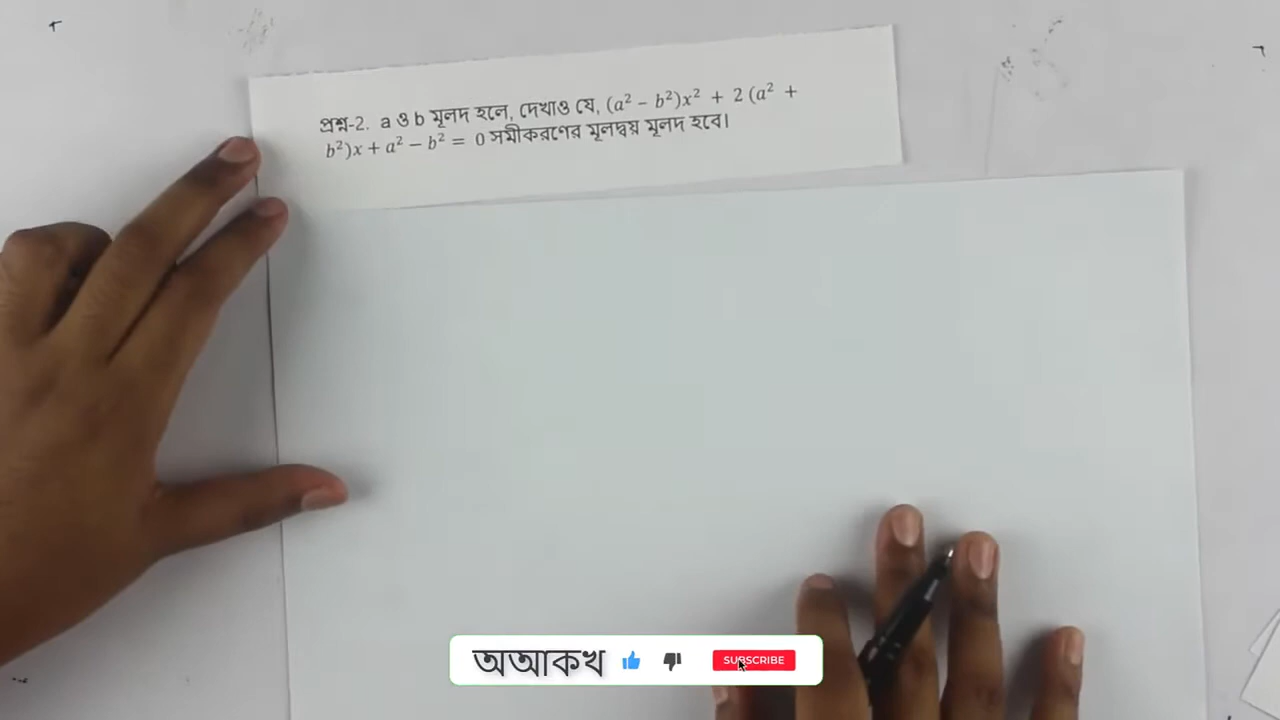 প্রশ্ন-2. a ও b মূলদ হলে, দেখাও যে, (a² − b²)x² + 2 (a² +
b²)x + a² − b² = 0 সমীকরণের মূলদ্বয় মূলদ হবে।
অআকখ SUBSCRIBE